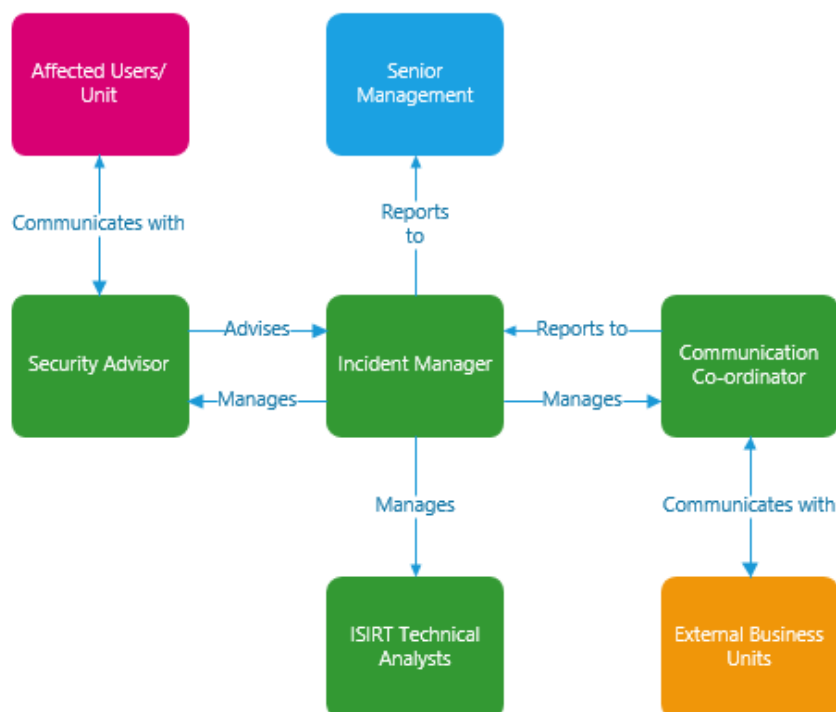 Affected Users/
Unit
Senior
Management
Communicates with
Reports
to
Security Advisor
Advises
Manages
Incident Manager
Reports to
Manages
Communication
Co-ordinator
Manages
Communicates with
ISIRT Technical
Analysts
External Business
Units